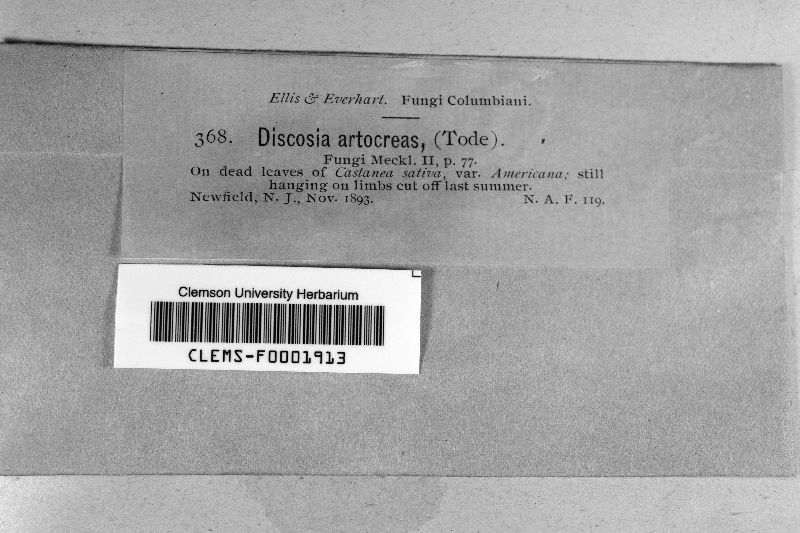 Ellis & Everhart. Fungi Columbiani.
368. Discosia artocreas, (Tode).
Fungi Meckl. II, p. 77.
On dead leaves of Castanea sativa, var. Americana; still
hanging on limbs cut off last summer.
Newfield, N. J., Nov. 1893. N. A. F. 119.
Clemson University Herbarium
CLEMS-F0001913